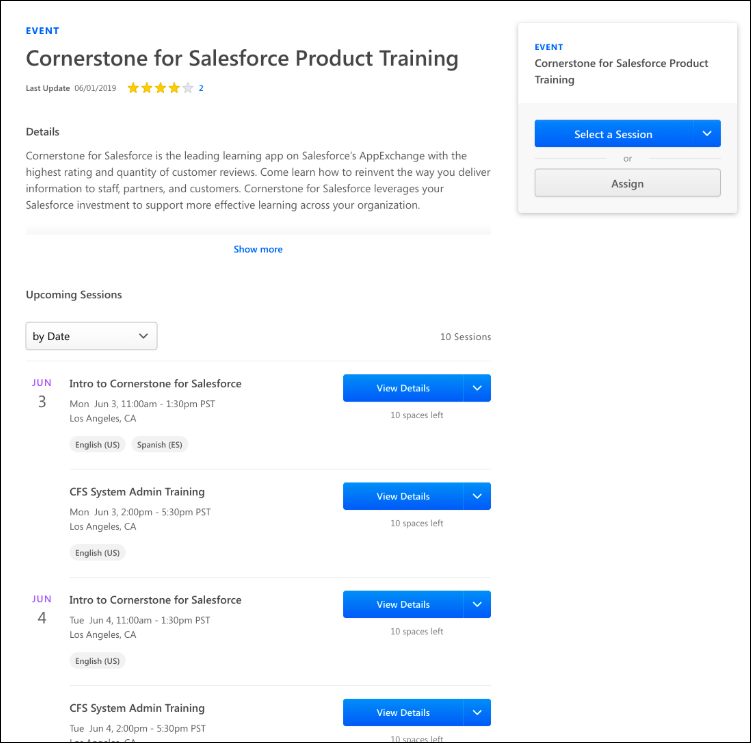 EVENT
Cornerstone for Salesforce Product Training
Last Update 06/01/2019 2
Details
Cornerstone for Salesforce is the leading learning app on Salesforce's AppExchange with the
highest rating and quantity of customer reviews. Come learn how to reinvent the way you deliver
information to staff, partners, and customers. Cornerstone for Salesforce leverages your
Salesforce investment to support more effective learning across your organization.
Show more
EVENT
Cornerstone for Salesforce Product
Training
Select a Session
or
Assign
Upcoming Sessions
by Date
10 Sessions
JUN
3
Intro to Cornerstone for Salesforce
Mon Jun 3, 11:00am - 1:30pm PST
Los Angeles, CA
English (US) Spanish (ES)
View Details
10 spaces left
CFS System Admin Training
Mon Jun 3, 2:00pm - 5:30pm PST
Los Angeles, CA
English (US)
View Details
10 spaces left
JUN
4
Intro to Cornerstone for Salesforce
Tue Jun 4, 11:00am - 1:30pm PST
Los Angeles, CA
English (US)
View Details
10 spaces left
CFS System Admin Training
Tue Jun 4, 2:00pm - 5:30pm PST
Los Angeles, CA
View Details
10 spaces left